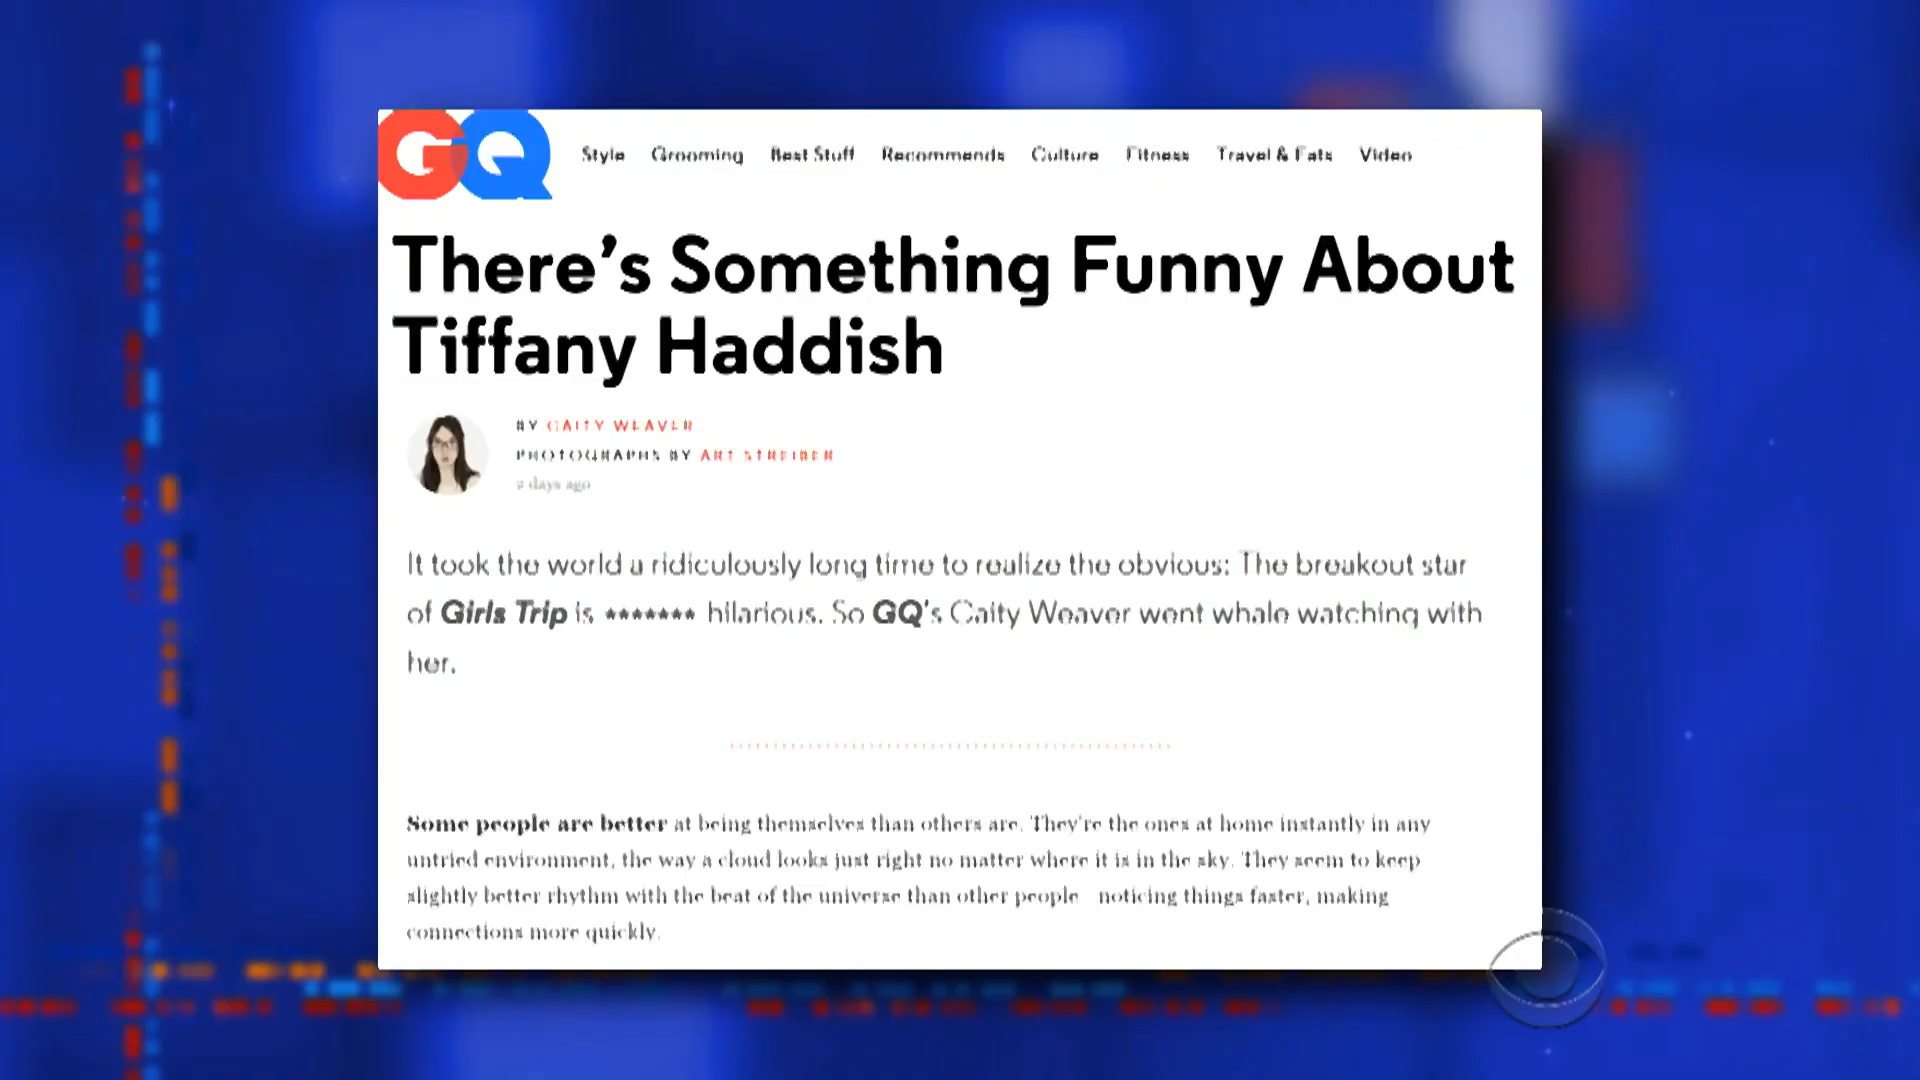 GQ Style Grooming Best Stuff Recommends Culture Fitness Travel & Eats Video
There's Something Funny About
Tiffany Haddish
BY CAITY WEAVER
PHOTOGRAPHS BY ART STREIBER
2 days ago
It took the world a ridiculously long time to realize the obvious: The breakout star
of Girls Trip is ******* hilarious. So GQ's Caity Weaver went whale watching with
her.
Some people are better at being themselves than others are. They're the ones at home instantly in any
untried environment, the way a cloud looks just right no matter where it is in the sky. They seem to keep
slightly better rhythm with the beat of the universe than other people noticing things faster, making
connections more quickly.